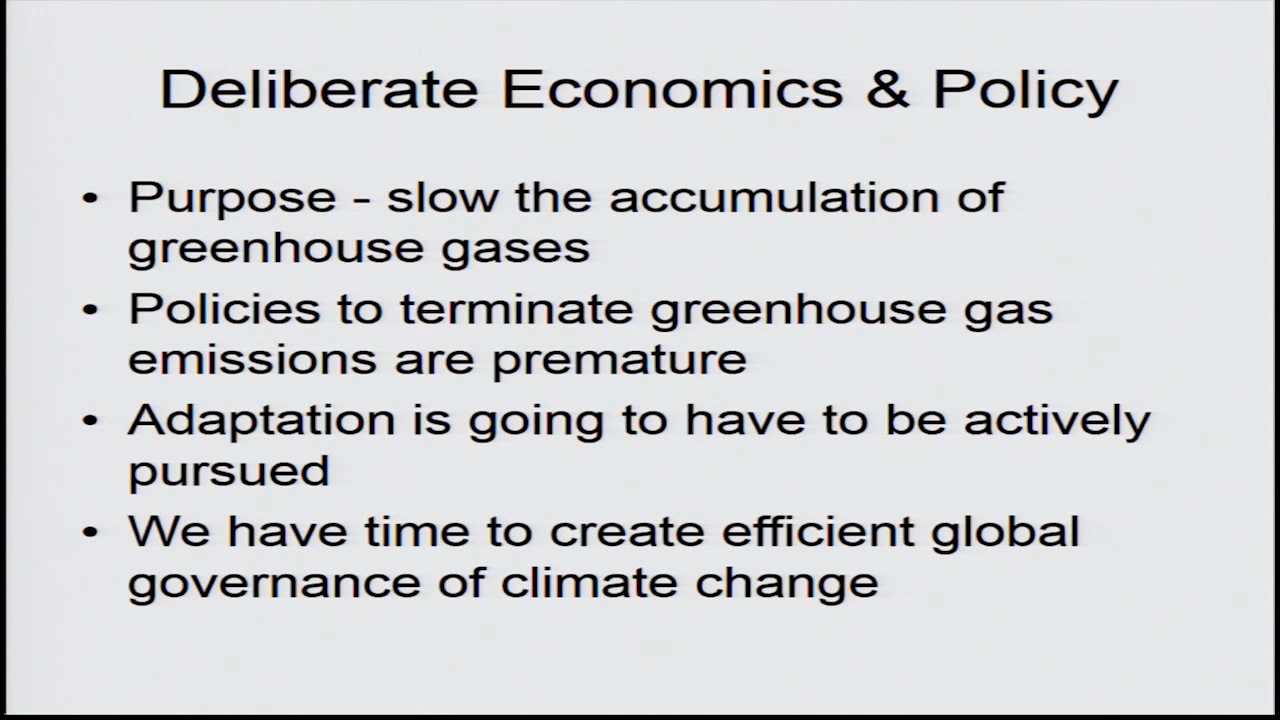 Deliberate Economics & Policy
• Purpose - slow the accumulation of
greenhouse gases
• Policies to terminate greenhouse gas
emissions are premature
• Adaptation is going to have to be actively
pursued
• We have time to create efficient global
governance of climate change